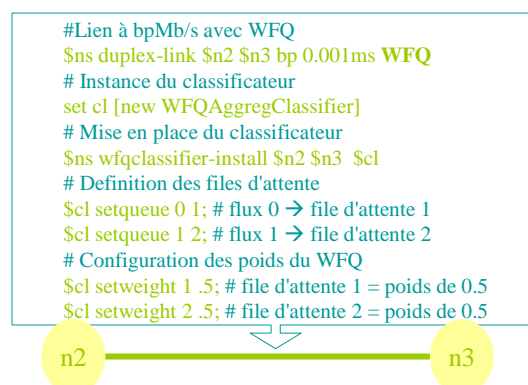 #Lien à bpMb/s avec WFQ
$ns duplex-link $n2 $n3 bp 0.001ms WFQ
# Instance du classificateur
set cl [new WFQAggregClassifier]
# Mise en place du classificateur
$ns wfqclassifier-install $n2 $n3 $cl
# Definition des files d'attente
$cl setqueue 0 1; # flux 0 → file d'attente 1
$cl setqueue 1 2; # flux 1 → file d'attente 2
# Configuration des poids du WFQ
$cl setweight 1 .5; # file d'attente 1 = poids de 0.5
$cl setweight 2 .5; # file d'attente 2 = poids de 0.5
n2 n3